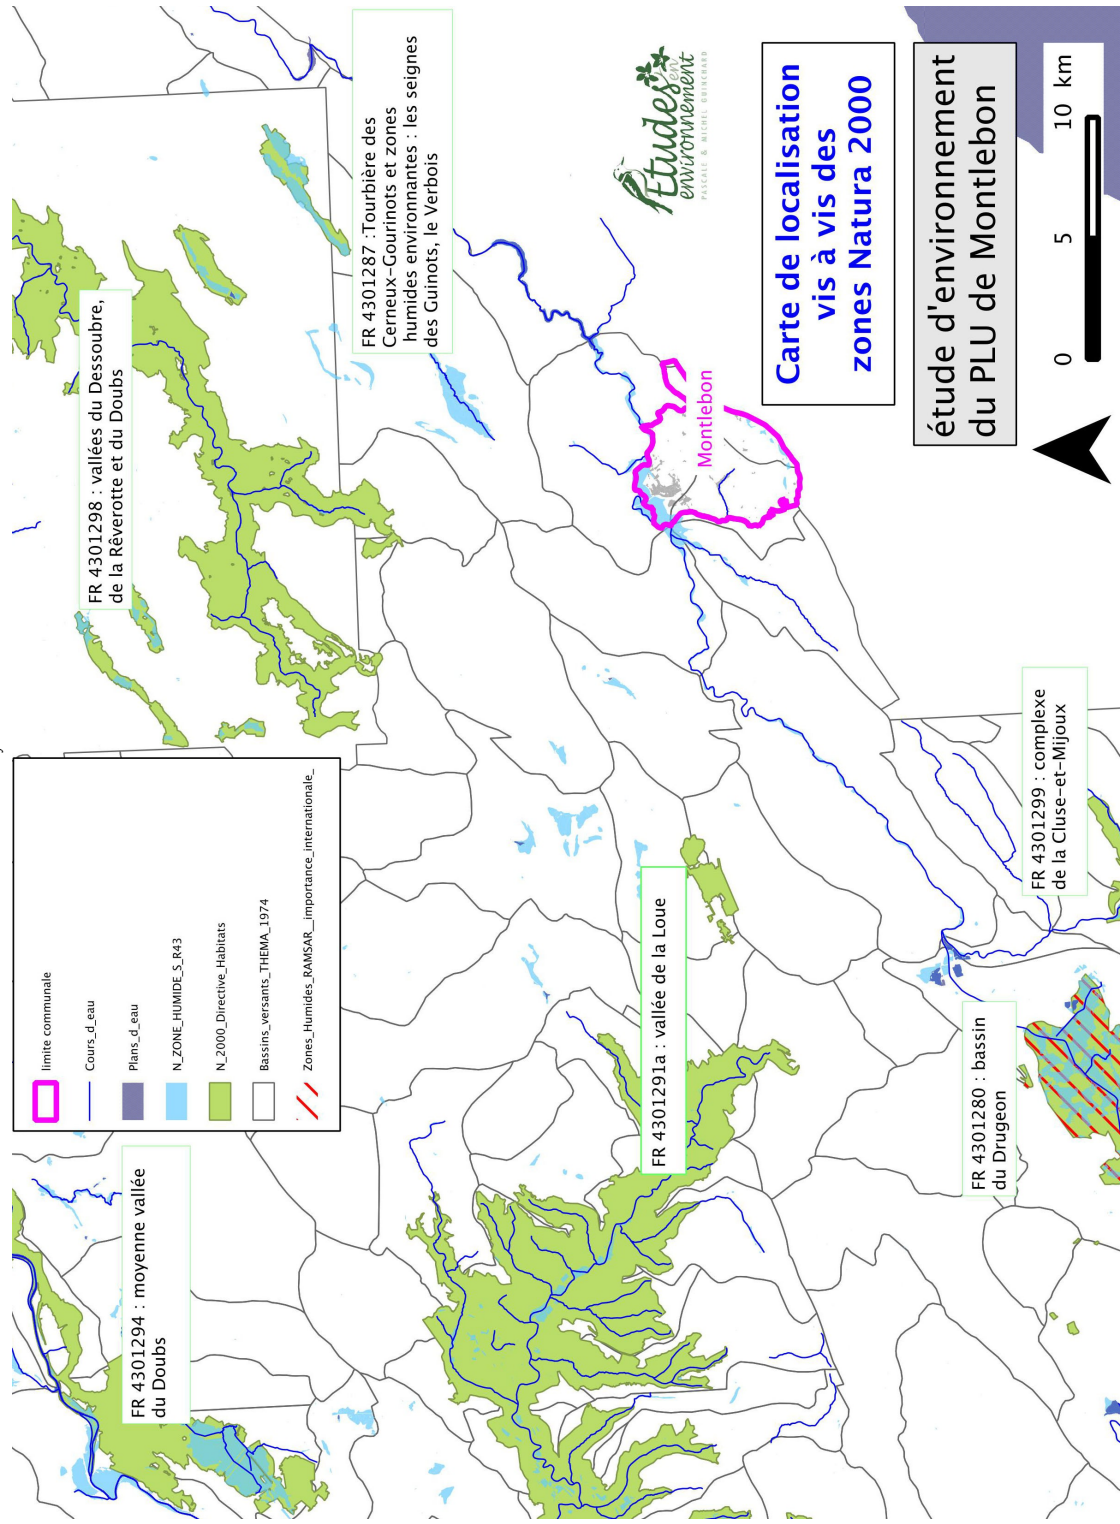 limite communale
Cours_d_eau
Plans_d_eau
N_ZONE_HUMIDE_S_R43
N_2000_Directive_Habitats
Bassins_versants_THEMA_1974
Zones_Humides_RAMSAR__importance_internationale_
FR 4301294 : moyenne vallée
du Doubs
FR 4301298 : vallées du Dessoubre,
de la Rêverotte et du Doubs
FR 4301287 :Tourbière des
Cerneux-Gourinots et zones
humides environnantes : les seignes
des Guinots, le Verbois
FR 4301291a : vallée de la Loue
Montlebon
FR 4301280 : bassin
du Drugeon
FR 4301299 : complexe
de la Cluse-et-Mijoux
Études en
environnement
PASCALE & MICHEL GUINCHARD
Carte de localisation
vis à vis des
zones Natura 2000
étude d'environnement
du PLU de Montlebon
0 5 10 km